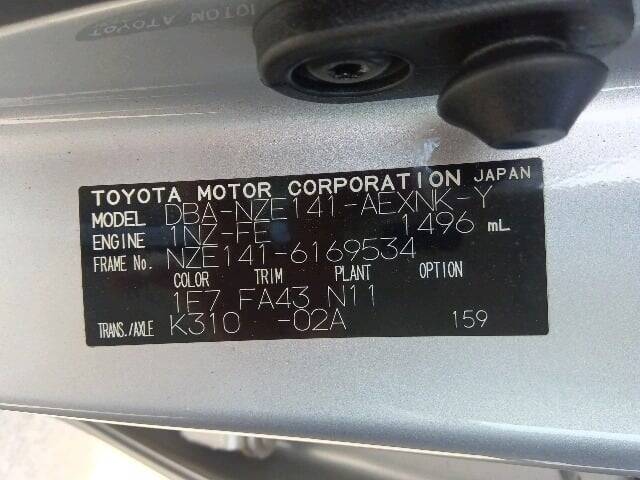 TOYOTA MOTOR CORPORATION JAPAN
MODEL DBA-NZE141-AEXNK-Y
ENGINE 1NZ-FE 1496 mL
FRAME No. NZE141-6169534
COLOR TRIM PLANT OPTION
1F7 FA43 N11
TRANS./AXLE K310 -02A 159